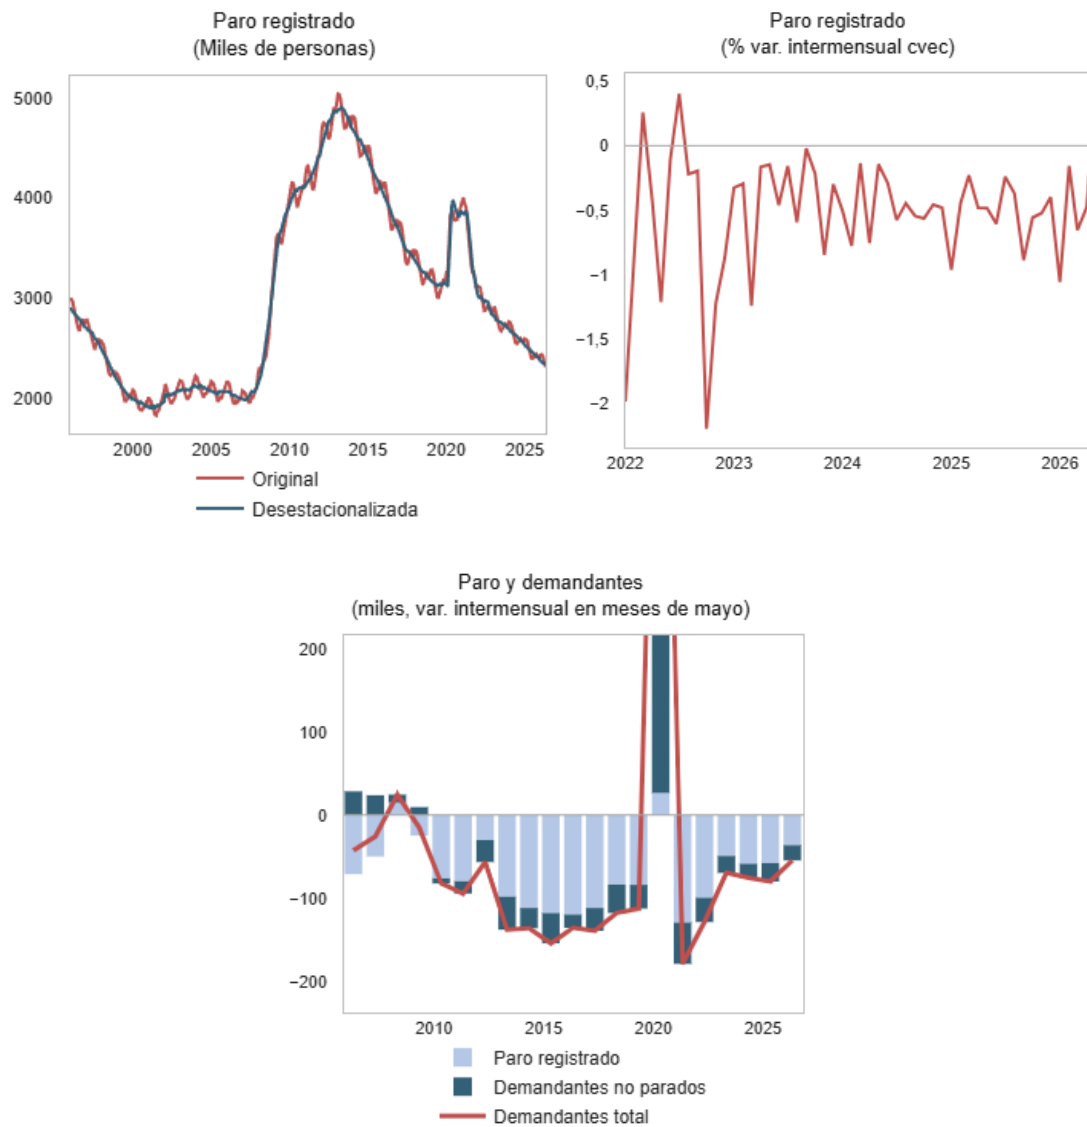 Paro registrado
(Miles de personas)
5000
4000
3000
2000
2000 2005 2010 2015 2020 2025
Original
Desestacionalizada
Paro registrado
(% var. intermensual cvec)
0,5
0
−0,5
−1
−1,5
−2
2022 2023 2024 2025 2026
Paro y demandantes
(miles, var. intermensual en meses de mayo)
200
100
0
−100
−200
2010 2015 2020 2025
Paro registrado
Demandantes no parados
Demandantes total